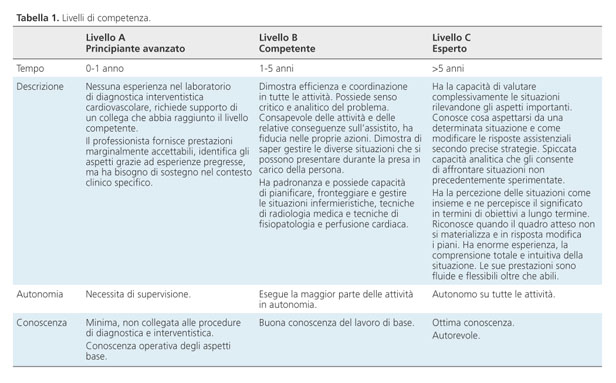 Tabella 1. Livelli di competenza.
Livello A
Principiante avanzato
Livello B
Competente
Livello C
Esperto
Tempo
0-1 anno
1-5 anni
>5 anni
Descrizione
Nessuna esperienza nel laboratorio
di diagnostica interventistica
cardiovascolare, richiede supporto di
un collega che abbia raggiunto il livello
competente.
Il professionista fornisce prestazioni
marginalmente accettabili, identifica gli
aspetti grazie ad esperienze pregresse,
ma ha bisogno di sostegno nel contesto
clinico specifico.
Dimostra efficienza e coordinazione
in tutte le attività. Possiede senso
critico e analitico del problema.
Consapevole delle attività e delle
relative conseguenze sull’assistito, ha
fiducia nelle proprie azioni. Dimostra di
saper gestire le diverse situazioni che si
possono presentare durante la presa in
carico della persona.
Ha padronanza e possiede capacità
di pianificare, fronteggiare e gestire
le situazioni infermieristiche, tecniche
di radiologia medica e tecniche di
fisiopatologia e perfusione cardiaca.
Ha la capacità di valutare
complessivamente le situazioni
rilevandone gli aspetti importanti.
Conosce cosa aspettarsi da una
determinata situazione e come
modificare le risposte assistenziali
secondo precise strategie. Spiccata
capacità analitica che gli consente
di affrontare situazioni non
precedentemente sperimentate.
Ha la percezione delle situazioni come
insieme e ne percepisce il significato
in termini di obiettivi a lungo termine.
Riconosce quando il quadro atteso non
si materializza e in risposta modifica
i piani. Ha enorme esperienza, la
comprensione totale e intuitiva della
situazione. Le sue prestazioni sono
fluide e flessibili oltre che abili.
Autonomia
Necessita di supervisione.
Esegue la maggior parte delle attività
in autonomia.
Autonomo su tutte le attività.
Conoscenza
Minima, non collegata alle procedure
di diagnostica e interventistica.
Conoscenza operativa degli aspetti
base.
Buona conoscenza del lavoro di base.
Ottima conoscenza.
Autorevole.